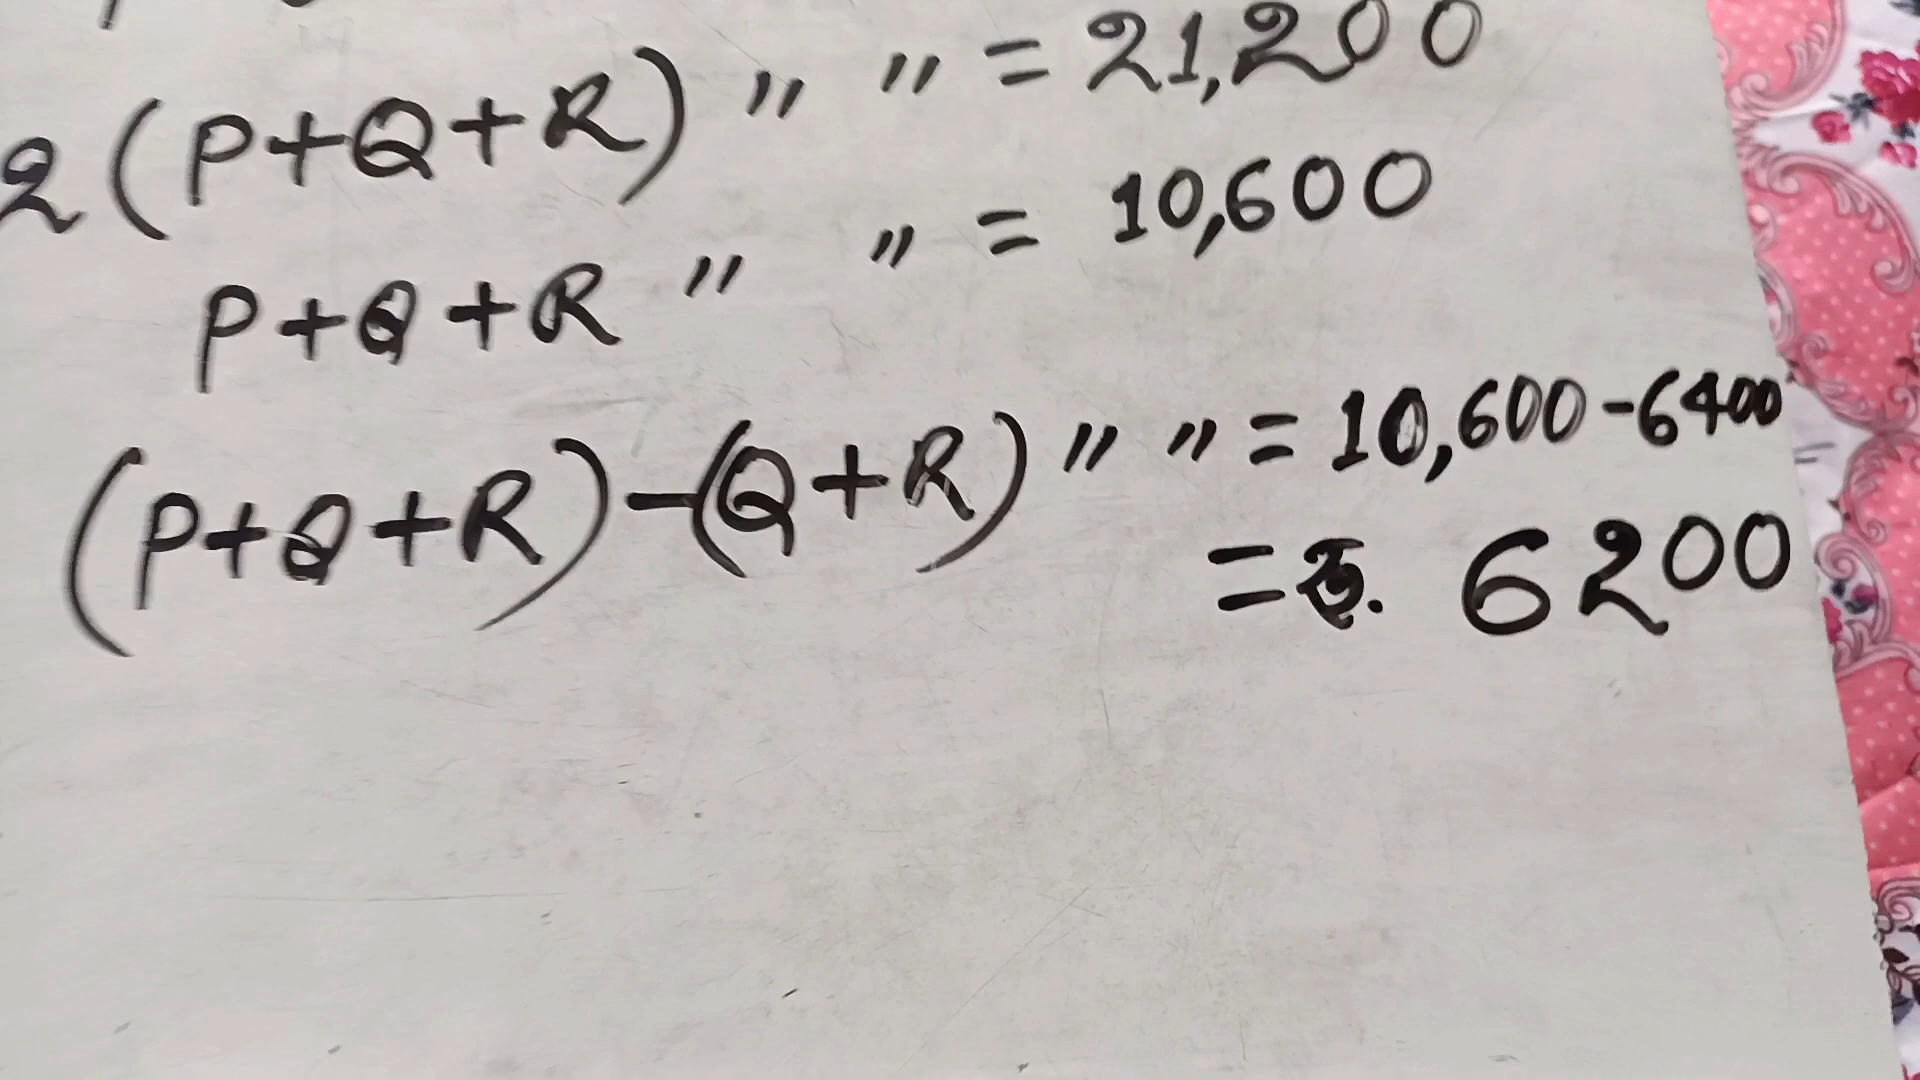 2 (P+Q+R) " " = 21,200
P+Q+R " " = 10,600
(P+Q+R)-(Q+R) " " = 10,600-6400
=रु. 6200